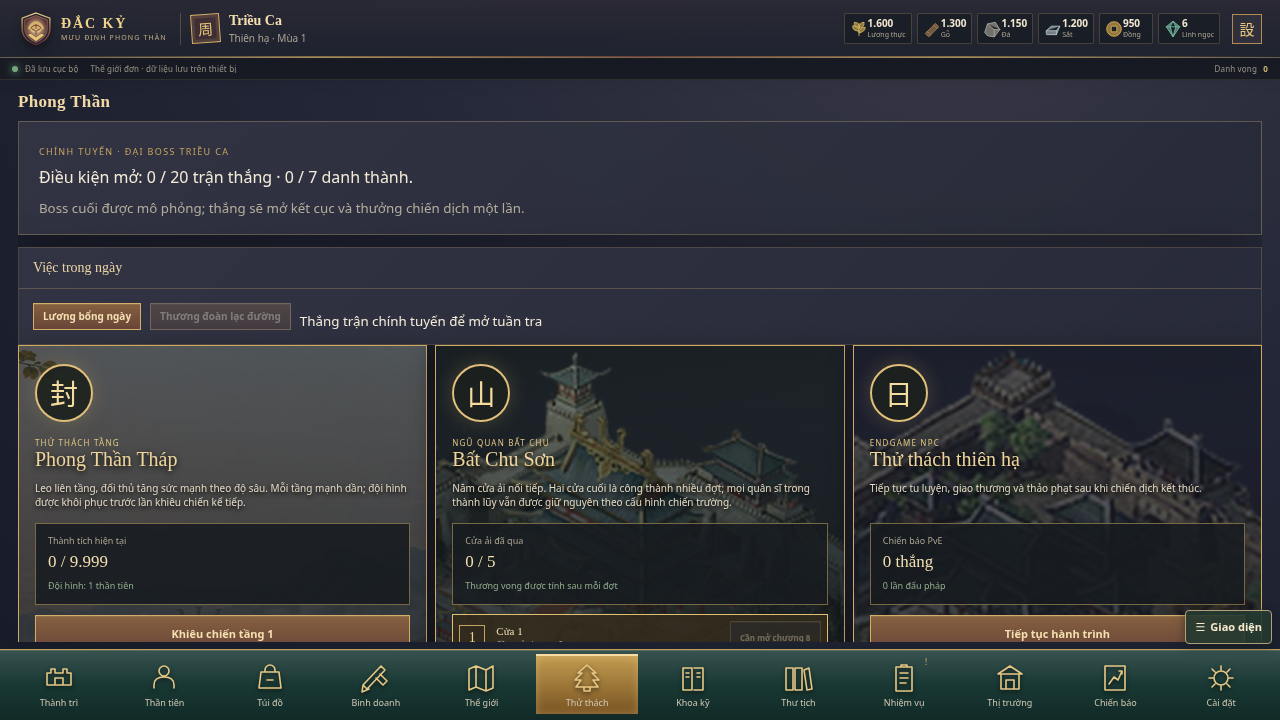 ĐẮC KỶ
MƯU ĐỊNH PHONG THẦN
周
Triều Ca
Thiên hạ · Mùa 1
1.600
Lương thực
1.300
Gỗ
1.150
Đá
1.200
Sắt
950
Đồng
6
Linh ngọc
設
Đã lưu cục bộ
Thế giới đơn · dữ liệu lưu trên thiết bị
Danh vọng 0
Phong Thần
CHÍNH TUYẾN · ĐẠI BOSS TRIỀU CA
Điều kiện mở: 0 / 20 trận thắng · 0 / 7 danh thành.
Boss cuối được mô phỏng; thắng sẽ mở kết cục và thưởng chiến dịch một lần.
Việc trong ngày
Lương bổng ngày
Thương đoàn lạc đường
Thắng trận chính tuyến để mở tuần tra
封
THỬ THÁCH TẦNG
Phong Thần Tháp
Leo liên tầng, đối thủ tăng sức mạnh theo độ sâu. Mỗi tầng mạnh dần; đội hình
được khôi phục trước lần khiêu chiến kế tiếp.
Thành tích hiện tại
0 / 9.999
Đội hình: 1 thần tiên
Khiêu chiến tầng 1
山
NGŨ QUAN BẤT CHU
Bất Chu Sơn
Năm cửa ải nối tiếp. Hai cửa cuối là công thành nhiều đợt; mọi quân sĩ trong
thành lũy vẫn được giữ nguyên theo cấu hình chiến trường.
Cửa ải đã qua
0 / 5
Thương vong được tính sau mỗi đợt
1
Cửa 1
Cần mở chương 8
日
ENDGAME NPC
Thử thách thiên hạ
Tiếp tục tu luyện, giao thương và thảo phạt sau khi chiến dịch kết thúc.
Chiến báo PvE
0 thắng
0 lần đấu pháp
Tiếp tục hành trình
☰ Giao diện
Thành trì
Thần tiên
Túi đồ
Binh doanh
Thế giới
Thử thách
Khoa kỹ
Thư tịch
Nhiệm vụ
!
Thị trường
Chiến báo
Cài đặt